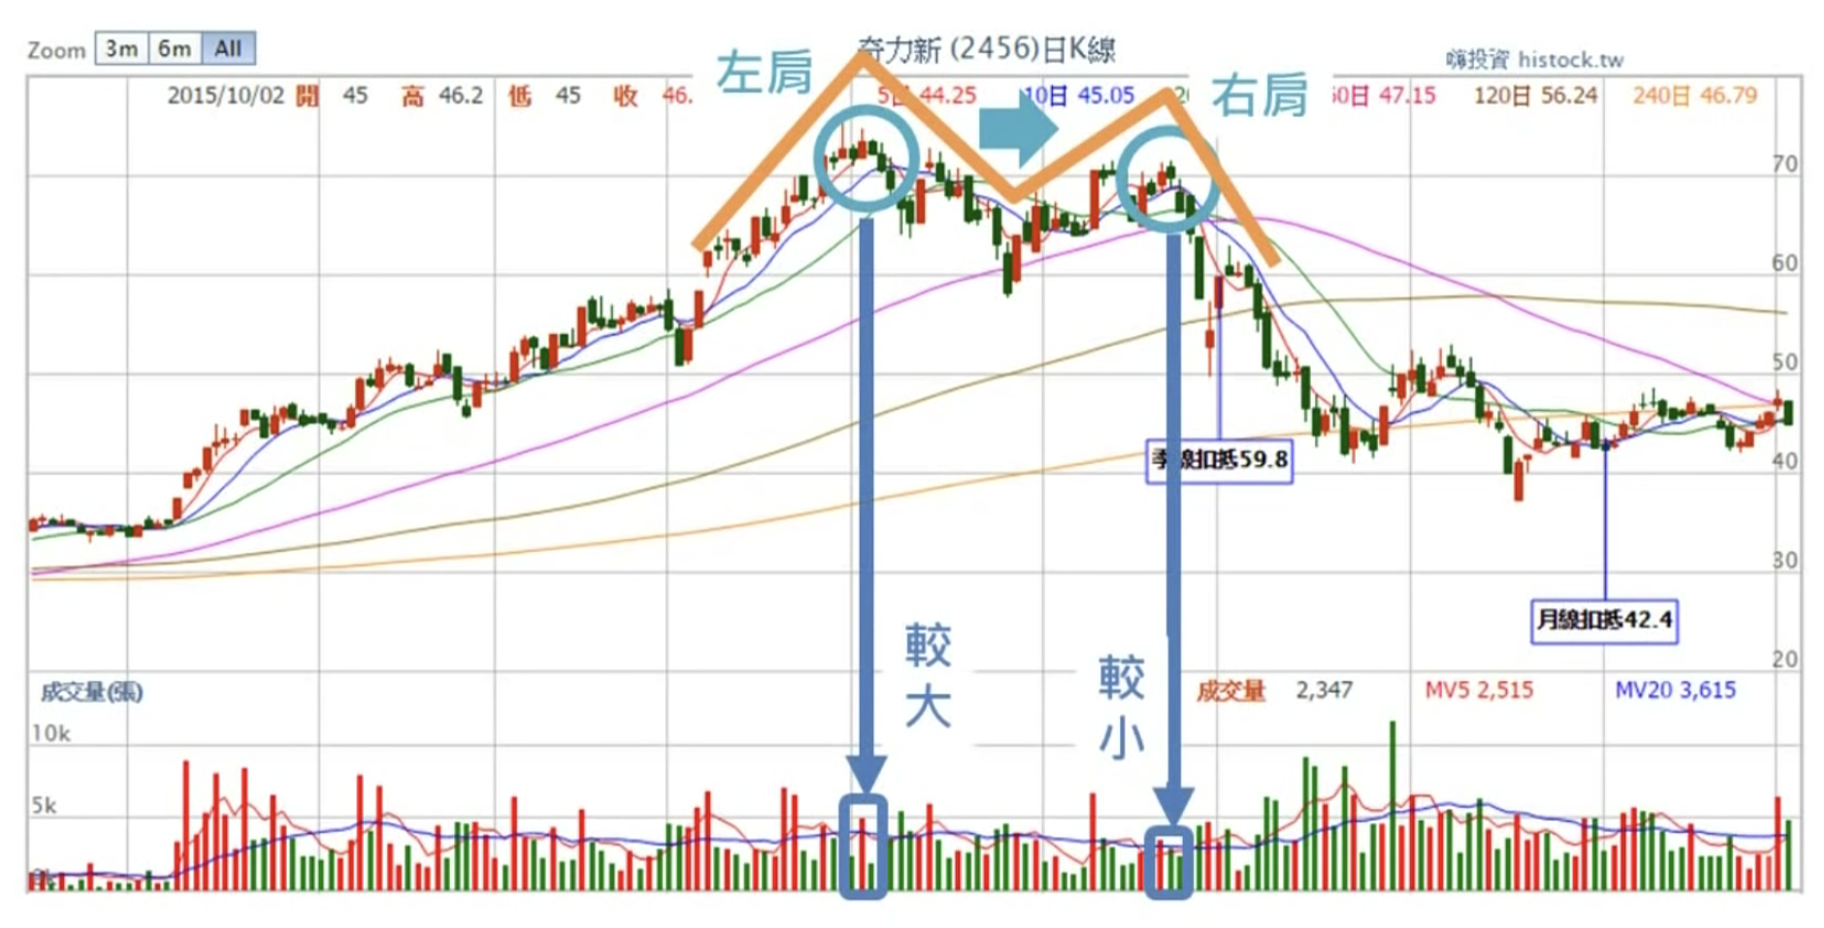 Zoom 3m 6m All
奇力新 (2456)日K線
嗨投資 histock.tw
左肩
右肩
2015/10/02 開 45 高 46.2 低 45 收 46. 5日 44.25 10日 45.05 20 60日 47.15 120日 56.24 240日 46.79
70
60
50
季線扣抵59.8
40
30
月線扣抵42.4
20
較大
較小
成交量(張)
成交量 2,347 MV5 2,515 MV20 3,615
10k
5k